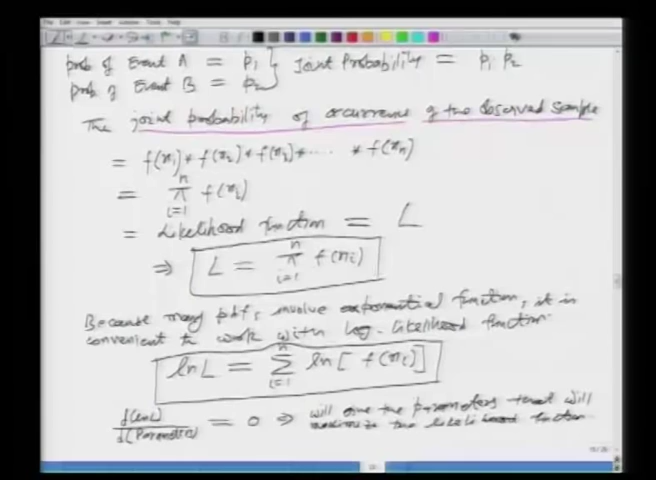 prob of Event A = p1 } Joint Probability = p1 p2
prob of Event B = p2
The joint probability of occurrence of the observed sample
= f(x1) * f(x2) * f(x3) * .... * f(xn)
= π i=1 n f(xi)
= Likelihood function = L
⇒ L = π i=1 n f(xi)
Because many pdfs involve exponential function, it is
convenient to work with log-likelihood function.
ln L = Σ i=1 n ln[ f(xi) ]
d(lnL)/d(Parameter) = 0 ⇒ will give the parameters that will
maximize the likelihood function.